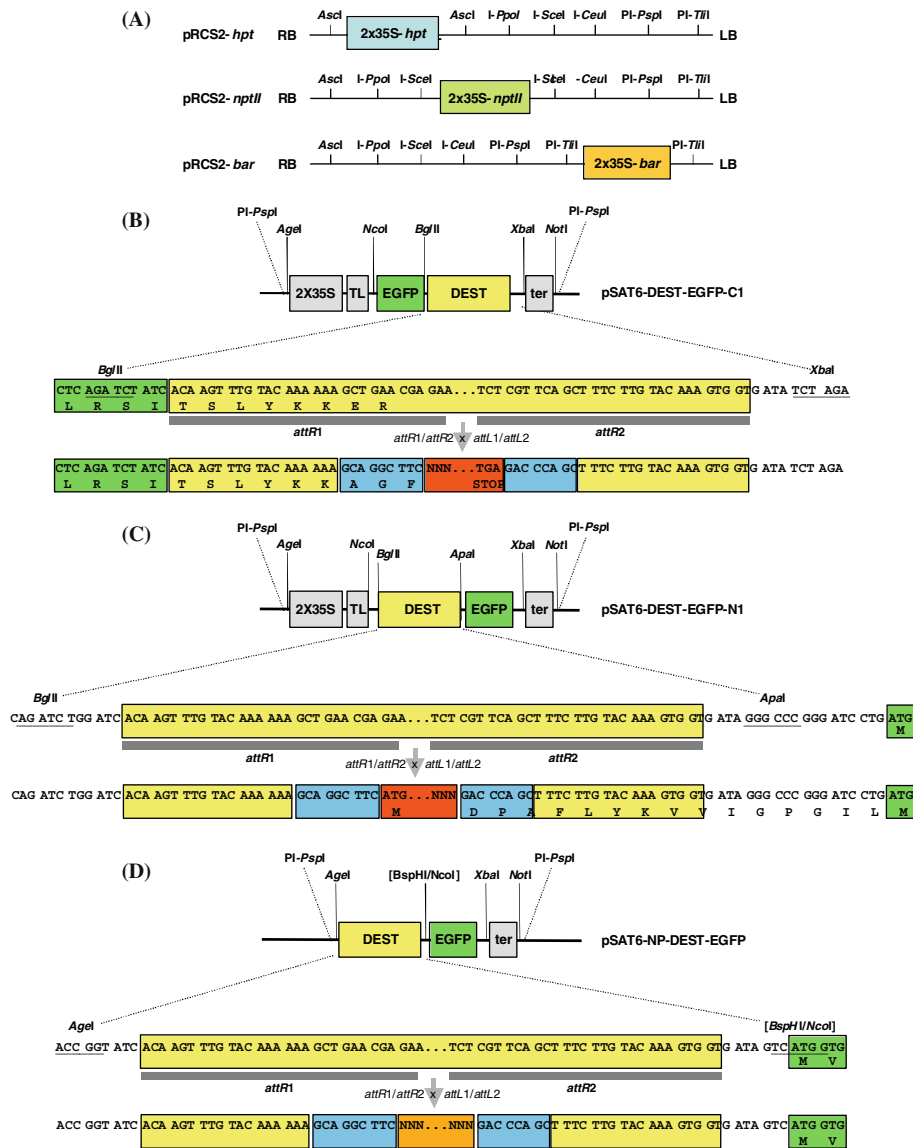 (A)
AscI AscI I-PpoI I-SceI I-CeuI PI-PspI PI-TliI
pRCS2-hpt RB 2x35S-hpt LB
AscI I-PpoI I-SceI I-SceI -CeuI PI-PspI PI-TliI
pRCS2-nptII RB 2x35S-nptII LB
AscI I-PpoI I-SceI I-CeuI PI-PspI PI-TliI PI-TliI
pRCS2-bar RB 2x35S-bar LB
(B)
PI-PspI PI-PspI
AgeI NcoI BglII XbaI NotI
2X35S TL EGFP DEST ter pSAT6-DEST-EGFP-C1
BglII XbaI
CTC AGA TCT ATC ACA AGT TTG TAC AAA AAA GCT GAA CGA GAA...TCT CGT TCA GCT TTC TTG TAC AAA GTG GT GATA TCT AGA
L R S I T S L Y K K E R
attR1 attR2
attR1/attR2 x attL1/attL2
CTC AGA TCT ATC ACA AGT TTG TAC AAA AAA GCA GGC TTC NNN...TGA GAC CCA GCT TTC TTG TAC AAA GTG GT GATA TCT AGA
L R S I T S L Y K K A G F STOP
(C)
PI-PspI PI-PspI
AgeI NcoI BglII ApaI XbaI NotI
2X35S TL DEST EGFP ter pSAT6-DEST-EGFP-N1
BglII ApaI
CAG ATC TGG ATC ACA AGT TTG TAC AAA AAA GCT GAA CGA GAA...TCT CGT TCA GCT TTC TTG TAC AAA GTG GT GATA GGG CCC GGG ATC CTG ATG
M
attR1 attR2
attR1/attR2 x attL1/attL2
CAG ATC TGG ATC ACA AGT TTG TAC AAA AAA GCA GGC TTC ATG...NNN GAC CCA GCT TTC TTG TAC AAA GTG GT GATA GGG CCC GGG ATC CTG ATG
M D P A F L Y K V V I G P G I L M
(D)
PI-PspI PI-PspI
AgeI [BspHI/NcoI] XbaI NotI
DEST EGFP ter pSAT6-NP-DEST-EGFP
AgeI [BspHI/NcoI]
ACC GGT ATC ACA AGT TTG TAC AAA AAA GCT GAA CGA GAA...TCT CGT TCA GCT TTC TTG TAC AAA GTG GT GATA GTC ATG GTG
M V
attR1 attR2
attR1/attR2 x attL1/attL2
ACC GGT ATC ACA AGT TTG TAC AAA AAA GCA GGC TTC NNN...NNN GAC CCA GCT TTC TTG TAC AAA GTG GT GATA GTC ATG GTG
M V